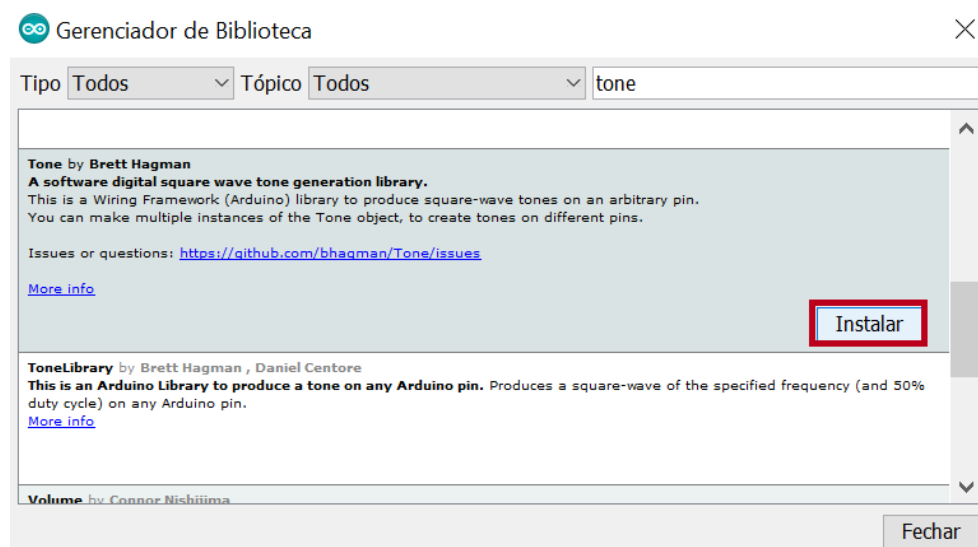 Gerenciador de Biblioteca
Tipo Todos Tópico Todos tone
Tone by Brett Hagman
A software digital square wave tone generation library.
This is a Wiring Framework (Arduino) library to produce square-wave tones on an arbitrary pin.
You can make multiple instances of the Tone object, to create tones on different pins.
Issues or questions: https://github.com/bhagman/Tone/issues
More info
Instalar
ToneLibrary by Brett Hagman , Daniel Centore
This is an Arduino Library to produce a tone on any Arduino pin. Produces a square-wave of the specified frequency (and 50%
duty cycle) on any Arduino pin.
More info
Volume by Connor Nishijima
Fechar